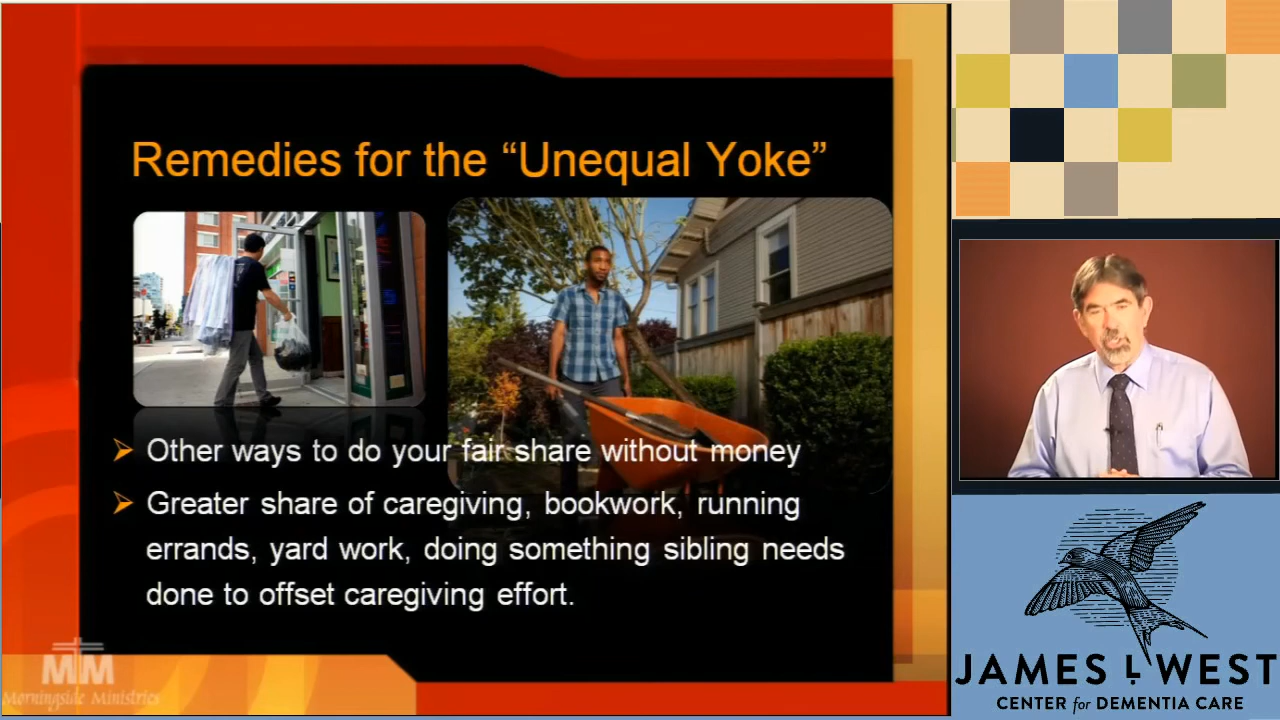 Remedies for the “Unequal Yoke”
Other ways to do your fair share without money
Greater share of caregiving, bookwork, running
errands, yard work, doing something sibling needs
done to offset caregiving effort.
MM
Morningside Ministries
JAMES L WEST
CENTER for DEMENTIA CARE